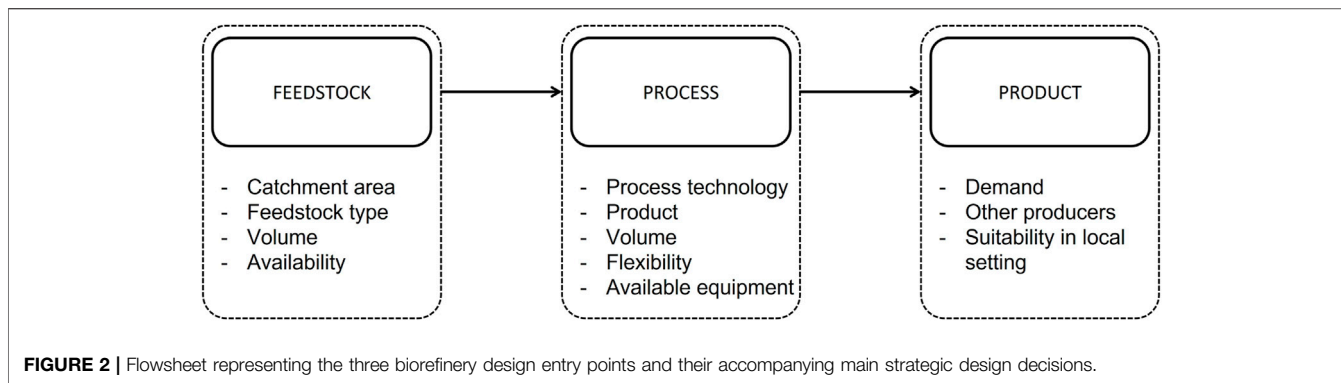 FEEDSTOCK
- Catchment area
- Feedstock type
- Volume
- Availability
PROCESS
- Process technology
- Product
- Volume
- Flexibility
- Available equipment
PRODUCT
- Demand
- Other producers
- Suitability in local
setting
FIGURE 2 | Flowsheet representing the three biorefinery design entry points and their accompanying main strategic design decisions.